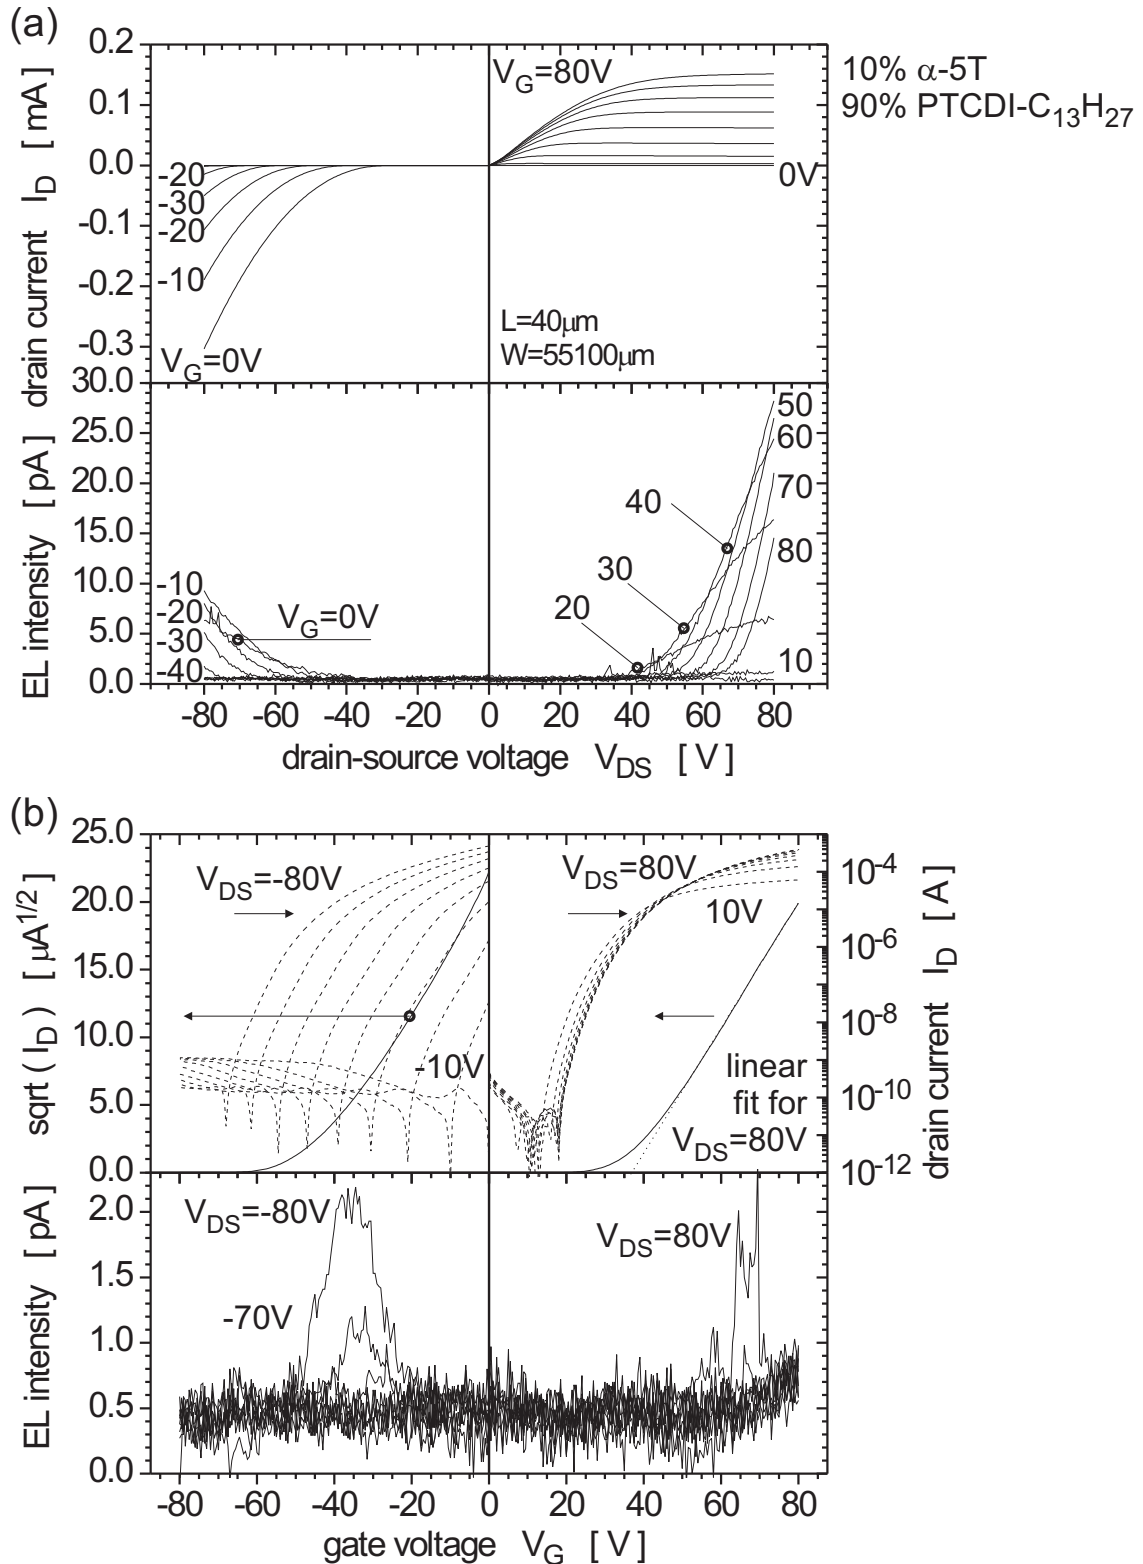 (a)
0.2
0.1
0.0
-0.1
-0.2
-0.3
drain current I_D [ mA ]
V_G=80V
10% α-5T
90% PTCDI-C13H27
0V
-20
-30
-20
-10
V_G=0V
L=40μm
W=55100μm
30.0
25.0
20.0
15.0
10.0
5.0
0.0
EL intensity [ pA ]
50
60
70
80
10
40
30
20
-10
-20
-30
-40
V_G=0V
-80 -60 -40 -20 0 20 40 60 80
drain-source voltage V_DS [ V ]
(b)
25.0
20.0
15.0
10.0
5.0
0.0
sqrt ( I_D ) [ μA^1/2 ]
V_DS=-80V
-10V
V_DS=80V
10V
linear
fit for
V_DS=80V
10^-4
10^-6
10^-8
10^-10
10^-12
drain current I_D [ A ]
2.0
1.5
1.0
0.5
0.0
EL intensity [ pA ]
V_DS=-80V
-70V
V_DS=80V
-80 -60 -40 -20 0 20 40 60 80
gate voltage V_G [ V ]